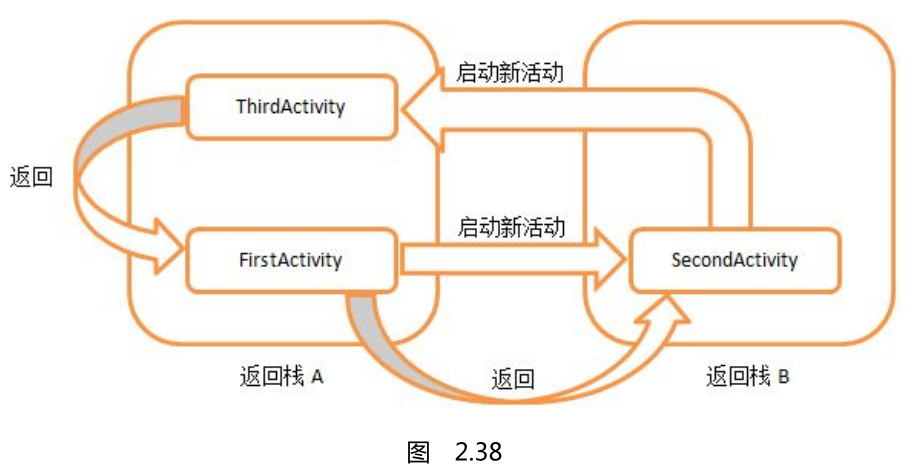 启动新活动
ThirdActivity
返回
启动新活动
FirstActivity
SecondActivity
返回栈 A
返回
返回栈 B
图 2.38